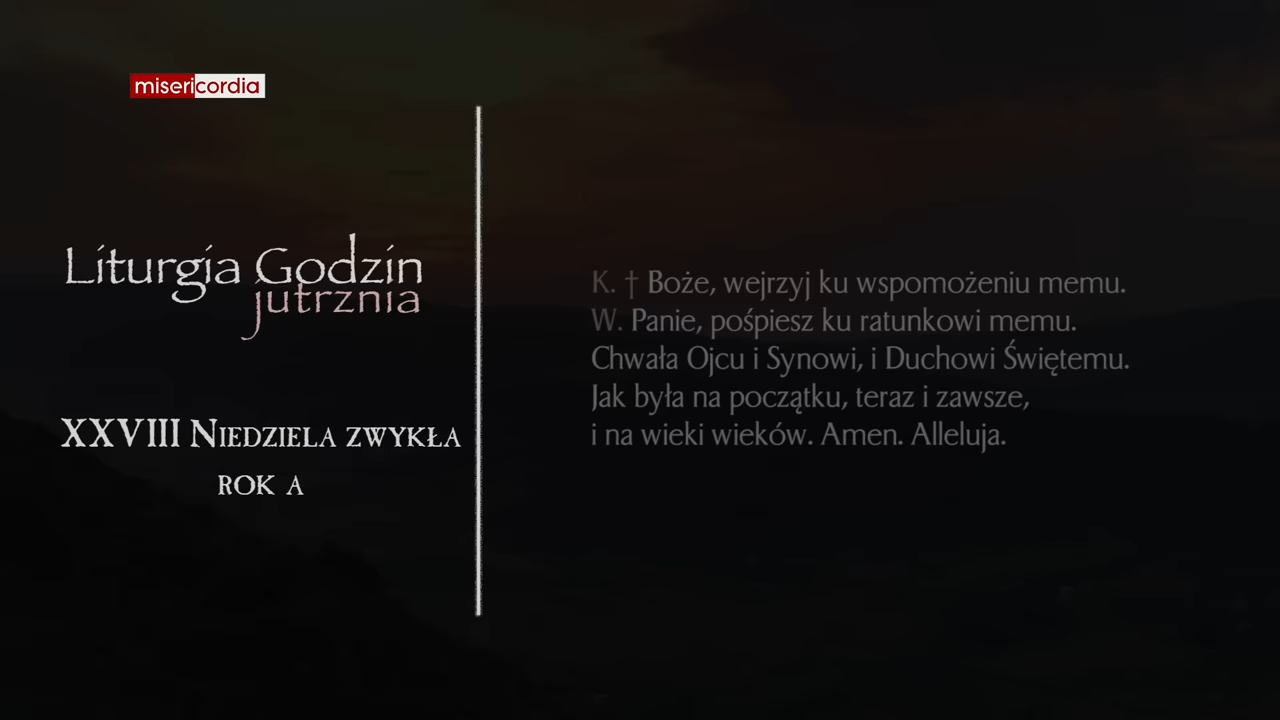 misericordia
Liturgia Godzin
jutrznia
XXVIII Niedziela zwykła
rok A
K. † Boże, wejrzyj ku wspomożeniu memu.
W. Panie, pośpiesz ku ratunkowi memu.
Chwała Ojcu i Synowi, i Duchowi Świętemu.
Jak była na początku, teraz i zawsze,
i na wieki wieków. Amen. Alleluja.